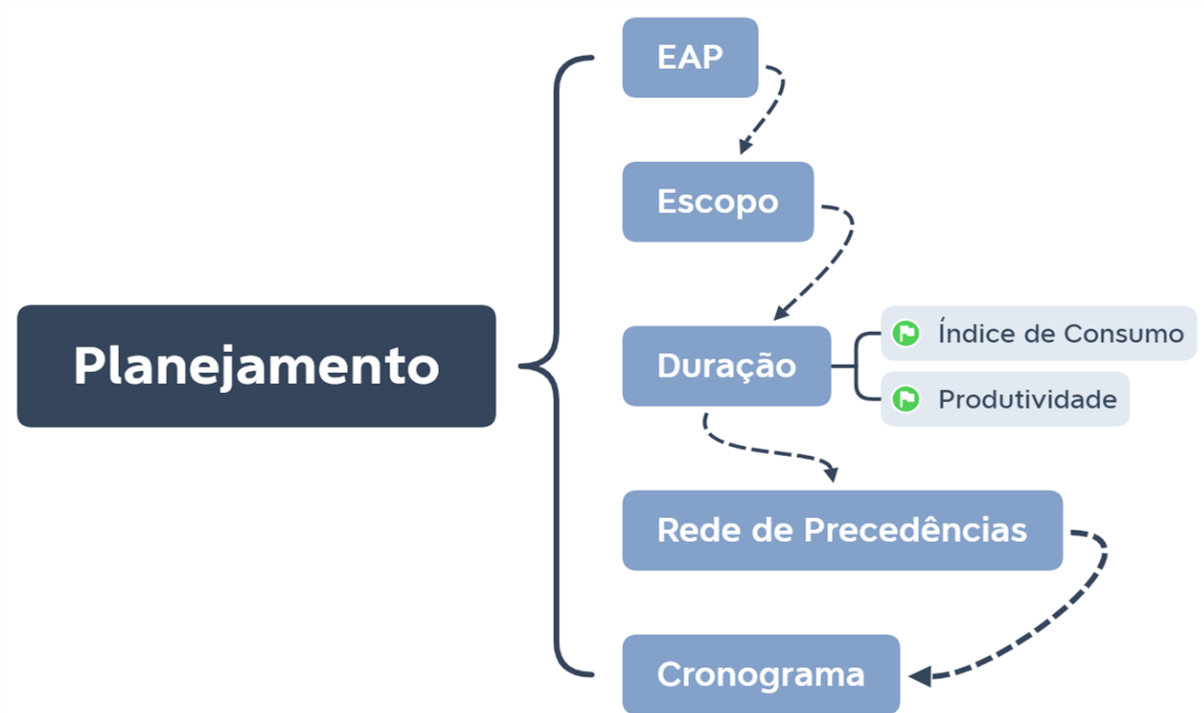 EAP
Escopo
Planejamento
Duração
Índice de Consumo
Produtividade
Rede de Precedências
Cronograma